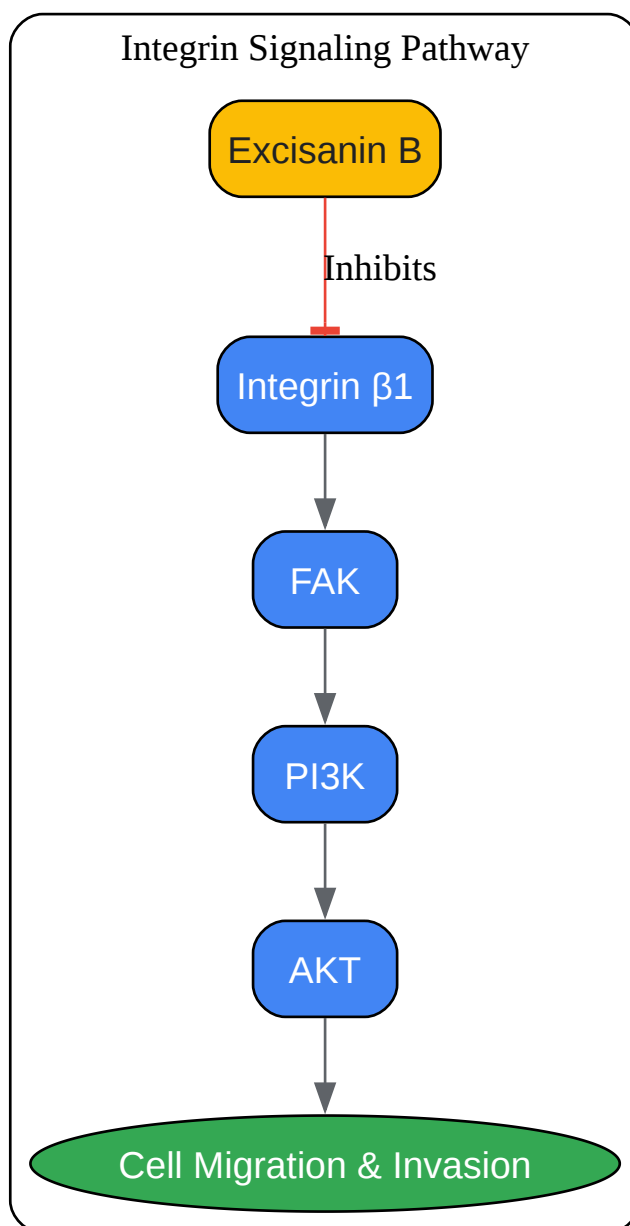 Integrin Signaling Pathway
Excisanin B
Inhibits
Integrin β1
FAK
PI3K
AKT
Cell Migration & Invasion